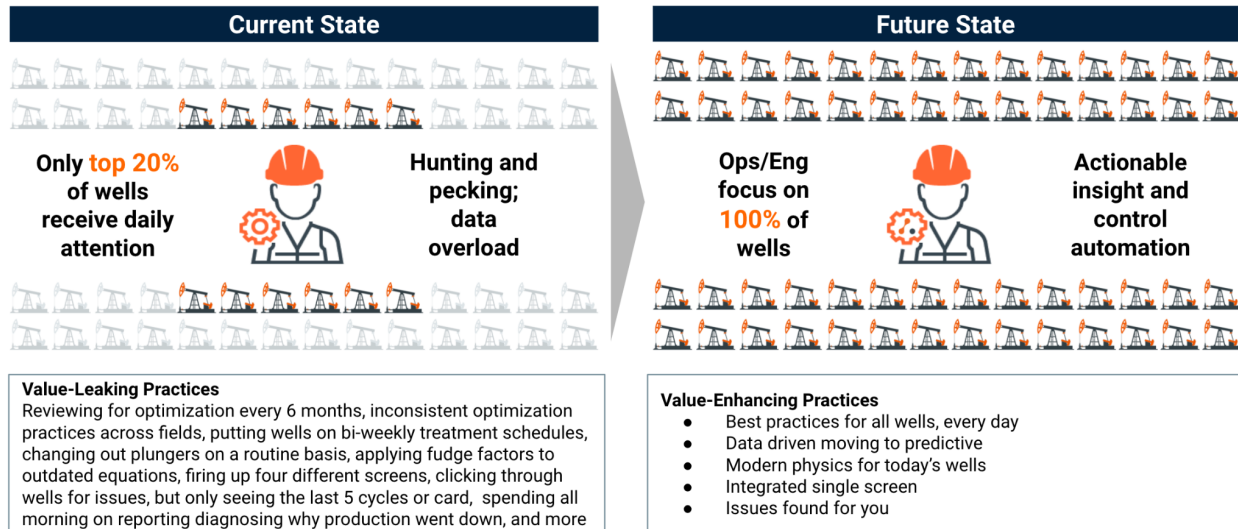 Current State
Only top 20%
of wells
receive daily
attention
Hunting and
pecking;
data
overload
Value-Leaking Practices
Reviewing for optimization every 6 months, inconsistent optimization
practices across fields, putting wells on bi-weekly treatment schedules,
changing out plungers on a routine basis, applying fudge factors to
outdated equations, firing up four different screens, clicking through
wells for issues, but only seeing the last 5 cycles or card, spending all
morning on reporting diagnosing why production went down, and more
Future State
Ops/Eng
focus on
100% of
wells
Actionable
insight and
control
automation
Value-Enhancing Practices
● Best practices for all wells, every day
● Data driven moving to predictive
● Modern physics for today's wells
● Integrated single screen
● Issues found for you